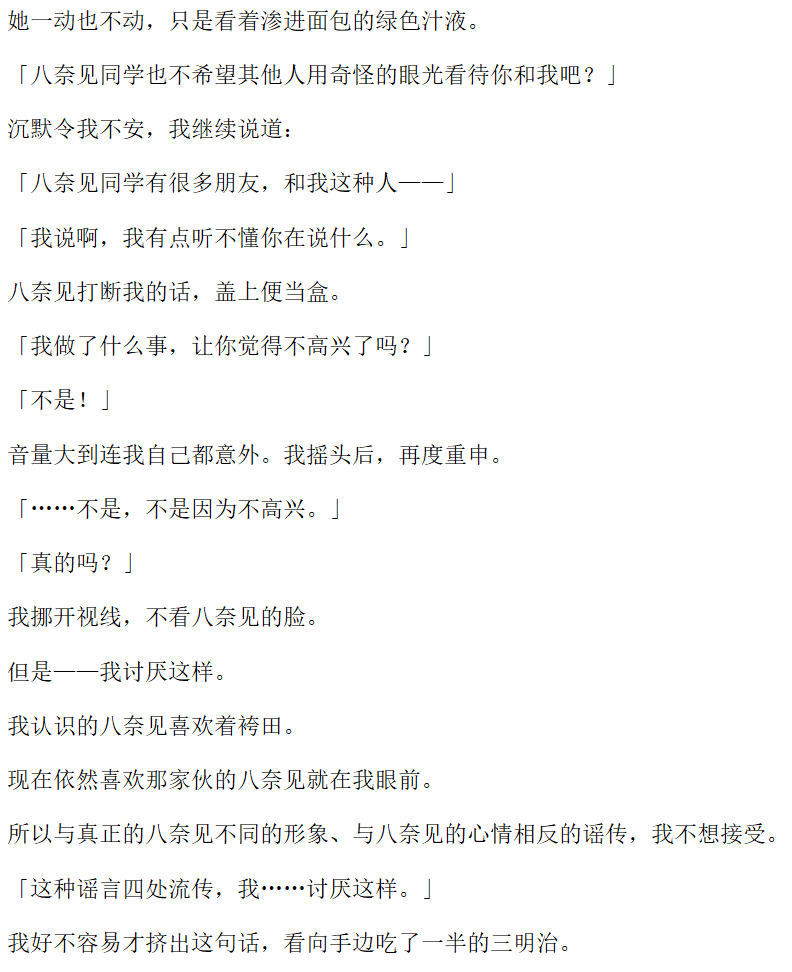 她一动也不动，只是看着渗进面包的绿色汁液。
「八奈见同学也不希望其他人用奇怪的眼光看待你和我吧？」
沉默令我不安，我继续说道：
「八奈见同学有很多朋友，和我这种人——」
「我说啊，我有点听不懂你在说什么。」
八奈见打断我的话，盖上便当盒。
「我做了什么事，让你觉得不高兴了吗？」
「不是！」
音量大到连我自己都意外。我摇头后，再度重申。
「……不是，不是因为不高兴。」
「真的吗？」
我挪开视线，不看八奈见的脸。
但是——我讨厌这样。
我认识的八奈见喜欢着袴田。
现在依然喜欢那家伙的八奈见就在我眼前。
所以与真正的八奈见不同的形象、与八奈见的心情相反的谣传，我不想接受。
「这种谣言四处流传，我……讨厌这样。」
我好不容易才挤出这句话，看向手边吃了一半的三明治。